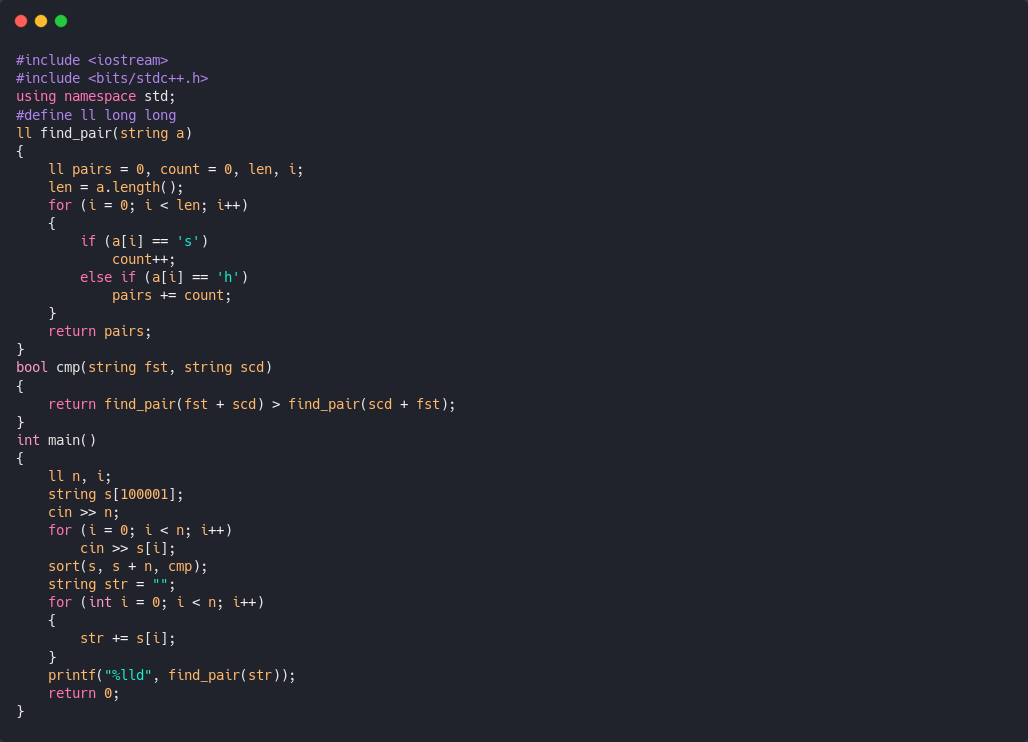 #include <iostream>
#include <bits/stdc++.h>
using namespace std;
#define ll long long
ll find_pair(string a)
{
    ll pairs = 0, count = 0, len, i;
    len = a.length();
    for (i = 0; i < len; i++)
    {
        if (a[i] == 's')
            count++;
        else if (a[i] == 'h')
            pairs += count;
    }
    return pairs;
}
bool cmp(string fst, string scd)
{
    return find_pair(fst + scd) > find_pair(scd + fst);
}
int main()
{
    ll n, i;
    string s[100001];
    cin >> n;
    for (i = 0; i < n; i++)
        cin >> s[i];
    sort(s, s + n, cmp);
    string str = "";
    for (int i = 0; i < n; i++)
    {
        str += s[i];
    }
    printf("%lld", find_pair(str));
    return 0;
}